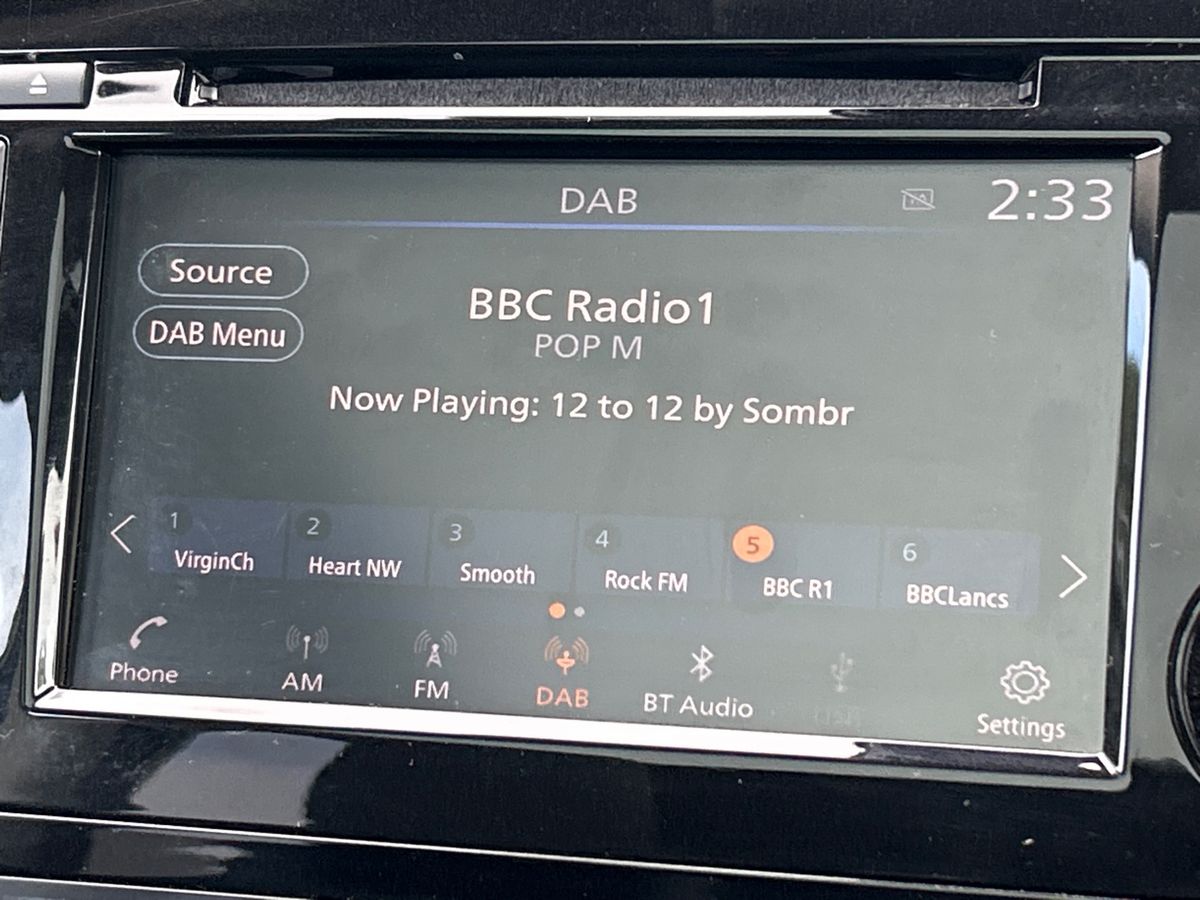 DAB
2:33
Source
BBC Radio1
DAB Menu
POP M
Now Playing: 12 to 12 by Sombr
1 VirginCh
2 Heart NW
3 Smooth
4 Rock FM
5 BBC R1
6 BBCLancs
Phone
AM
FM
DAB
BT Audio
Settings